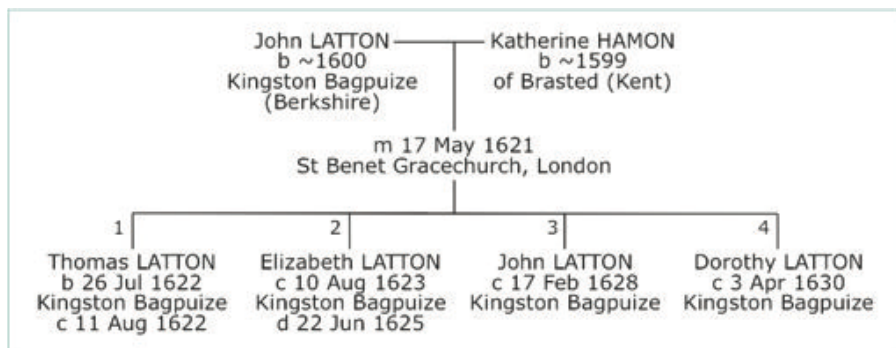 John LATTON
b ~1600
Kingston Bagpuize
(Berkshire)
Katherine HAMON
b ~1599
of Brasted (Kent)
m 17 May 1621
St Benet Gracechurch, London
1
Thomas LATTON
b 26 Jul 1622
Kingston Bagpuize
c 11 Aug 1622
2
Elizabeth LATTON
c 10 Aug 1623
Kingston Bagpuize
d 22 Jun 1625
3
John LATTON
c 17 Feb 1628
Kingston Bagpuize
4
Dorothy LATTON
c 3 Apr 1630
Kingston Bagpuize